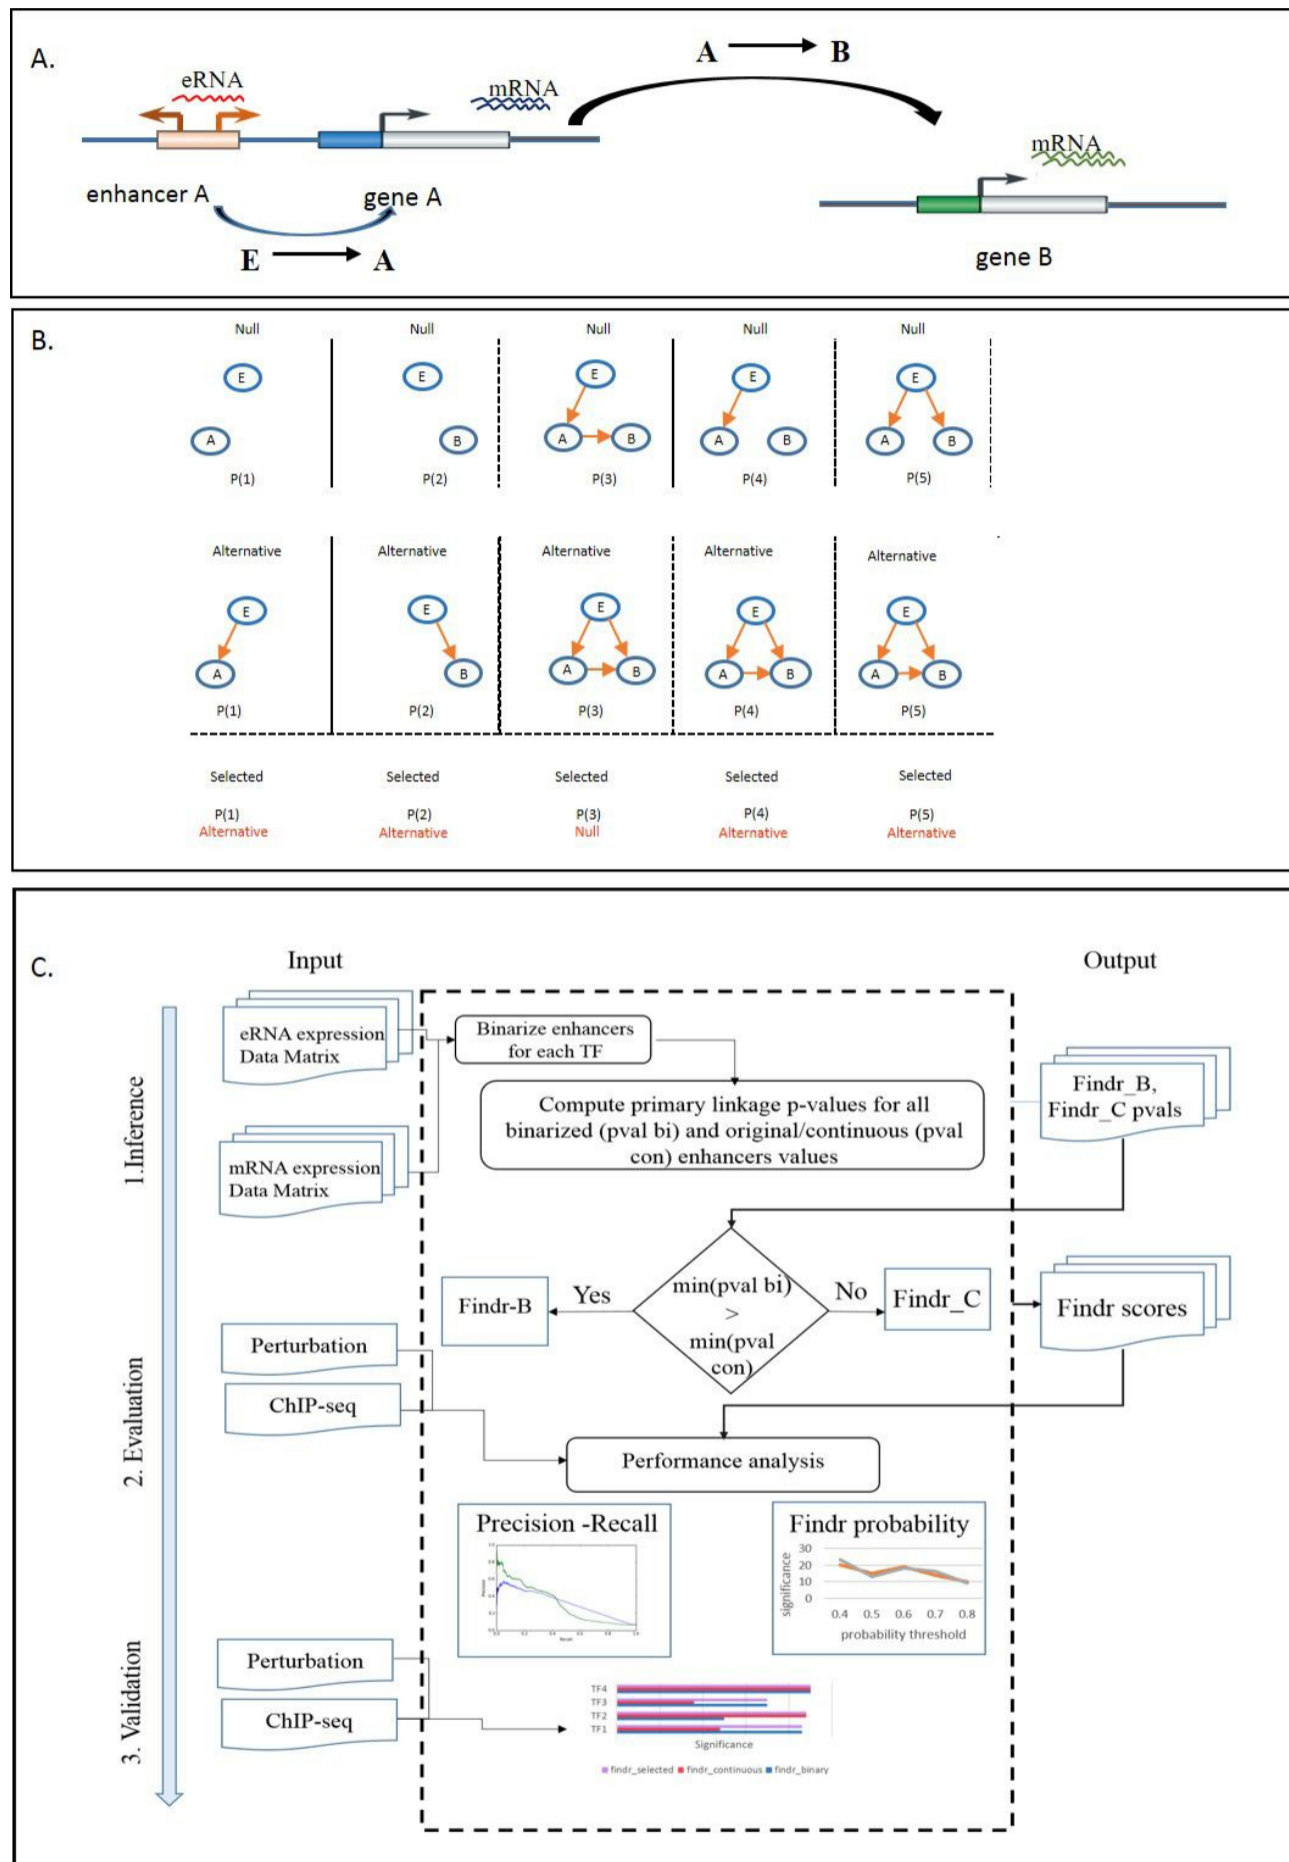 A.
eRNA
mRNA
A
B
mRNA
enhancer A
gene A
E
A
gene B
B.
Null
Null
Null
Null
Null
E
E
E
E
E
A
B
A
B
A
B
A
B
P(1)
P(2)
P(3)
P(4)
P(5)
Alternative
Alternative
Alternative
Alternative
Alternative
E
E
E
E
E
A
B
A
B
A
B
A
B
P(1)
P(2)
P(3)
P(4)
P(5)
Selected
Selected
Selected
Selected
Selected
P(1)
P(2)
P(3)
P(4)
P(5)
Alternative
Alternative
Null
Alternative
Alternative
C.
Input
Output
1.Inference
eRNA expression
Data Matrix
Binarize enhancers
for each TF
mRNA expression
Data Matrix
Compute primary linkage p-values for all
binarized (pval bi) and original/continuous (pval
con) enhancers values
Findr_B,
Findr_C pvals
Findr-B
Yes
min(pval bi)
>
min(pval
con)
No
Findr_C
Findr scores
2. Evaluation
Perturbation
ChIP-seq
Performance analysis
Precision -Recall
Precision
Recall
Findr probability
significance
30
20
10
0
0.4
0.5
0.6
0.7
0.8
probability threshold
3. Validation
Perturbation
ChIP-seq
TF4
TF3
TF2
TF1
Significance
findr_selected
findr_continuous
findr_binary